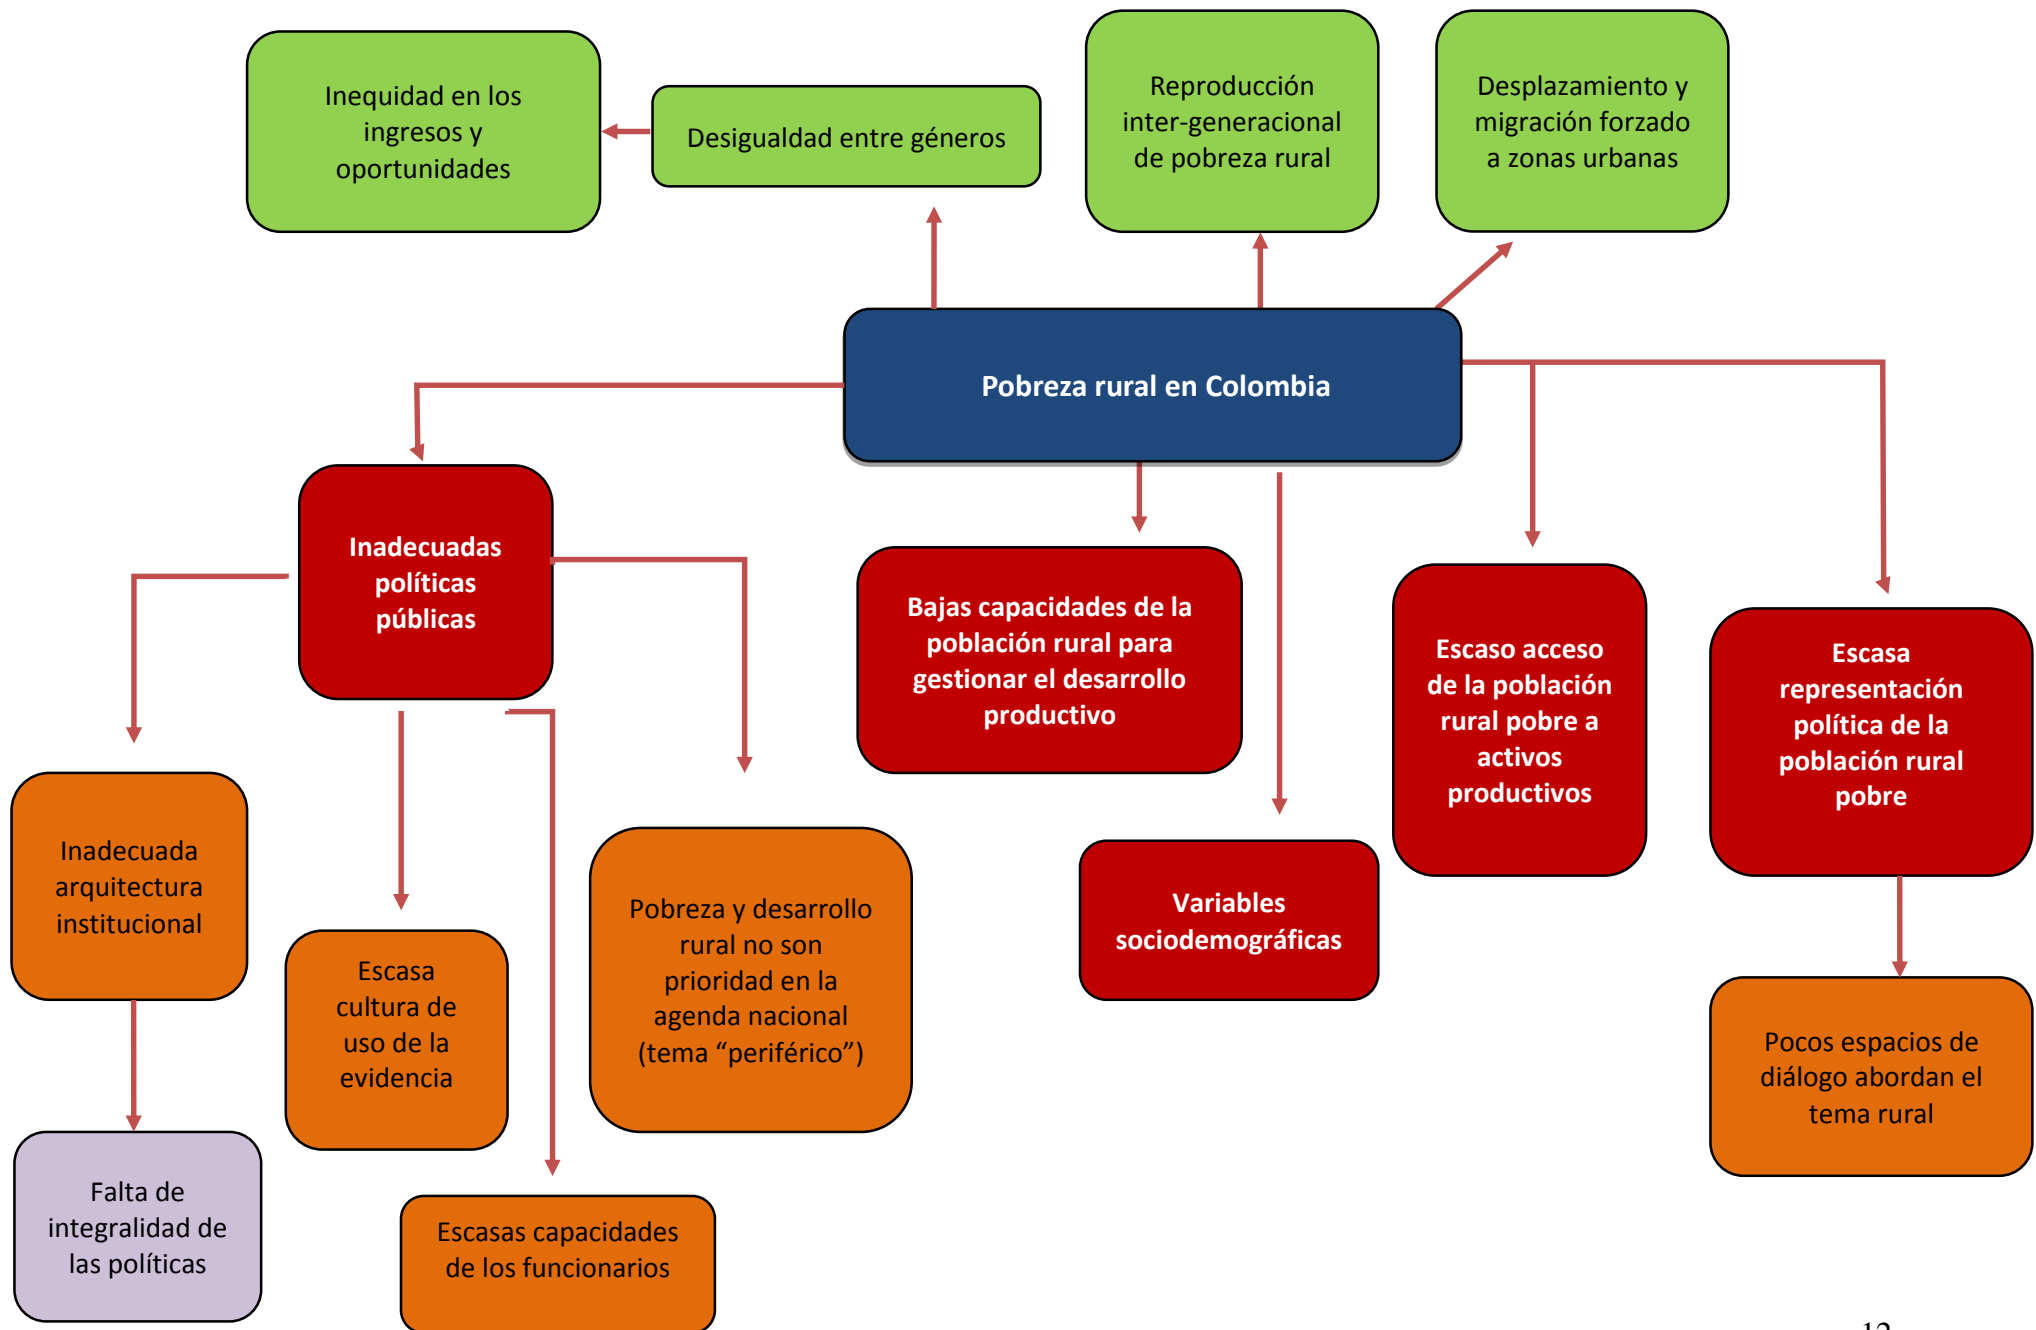 Inequidad en los
ingresos y
oportunidades
Desigualdad entre géneros
Reproducción
inter-generacional
de pobreza rural
Desplazamiento y
migración forzado
a zonas urbanas
Pobreza rural en Colombia
Inadecuadas
políticas
públicas
Bajas capacidades de la
población rural para
gestionar el desarrollo
productivo
Escaso acceso
de la población
rural pobre a
activos
productivos
Escasa
representación
política de la
población rural
pobre
Inadecuada
arquitectura
institucional
Escasa
cultura de
uso de la
evidencia
Pobreza y desarrollo
rural no son
prioridad en la
agenda nacional
(tema “periférico”)
Variables
sociodemográficas
Pocos espacios de
diálogo abordan el
tema rural
Falta de
integralidad de
las políticas
Escasas capacidades
de los funcionarios
12